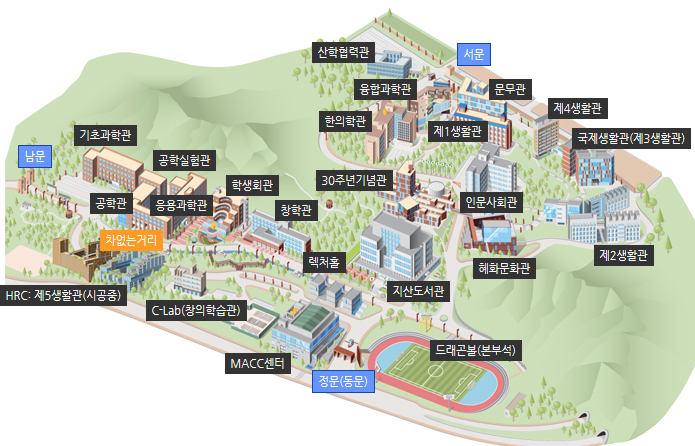 산학협력관
서문
융합과학관
문무관
제4생활관
한의학관
제1생활관
기초과학관
국제생활관(제3생활관)
남문
공학실험관
학생회관
30주년기념관
공학관
응용과학관
창학관
인문사회관
차없는거리
렉처홀
혜화문화관
제2생활관
HRC: 제5생활관(시공중)
지산도서관
C-Lab(창의학습관)
드래곤볼(본부석)
MACC센터
정문(동문)